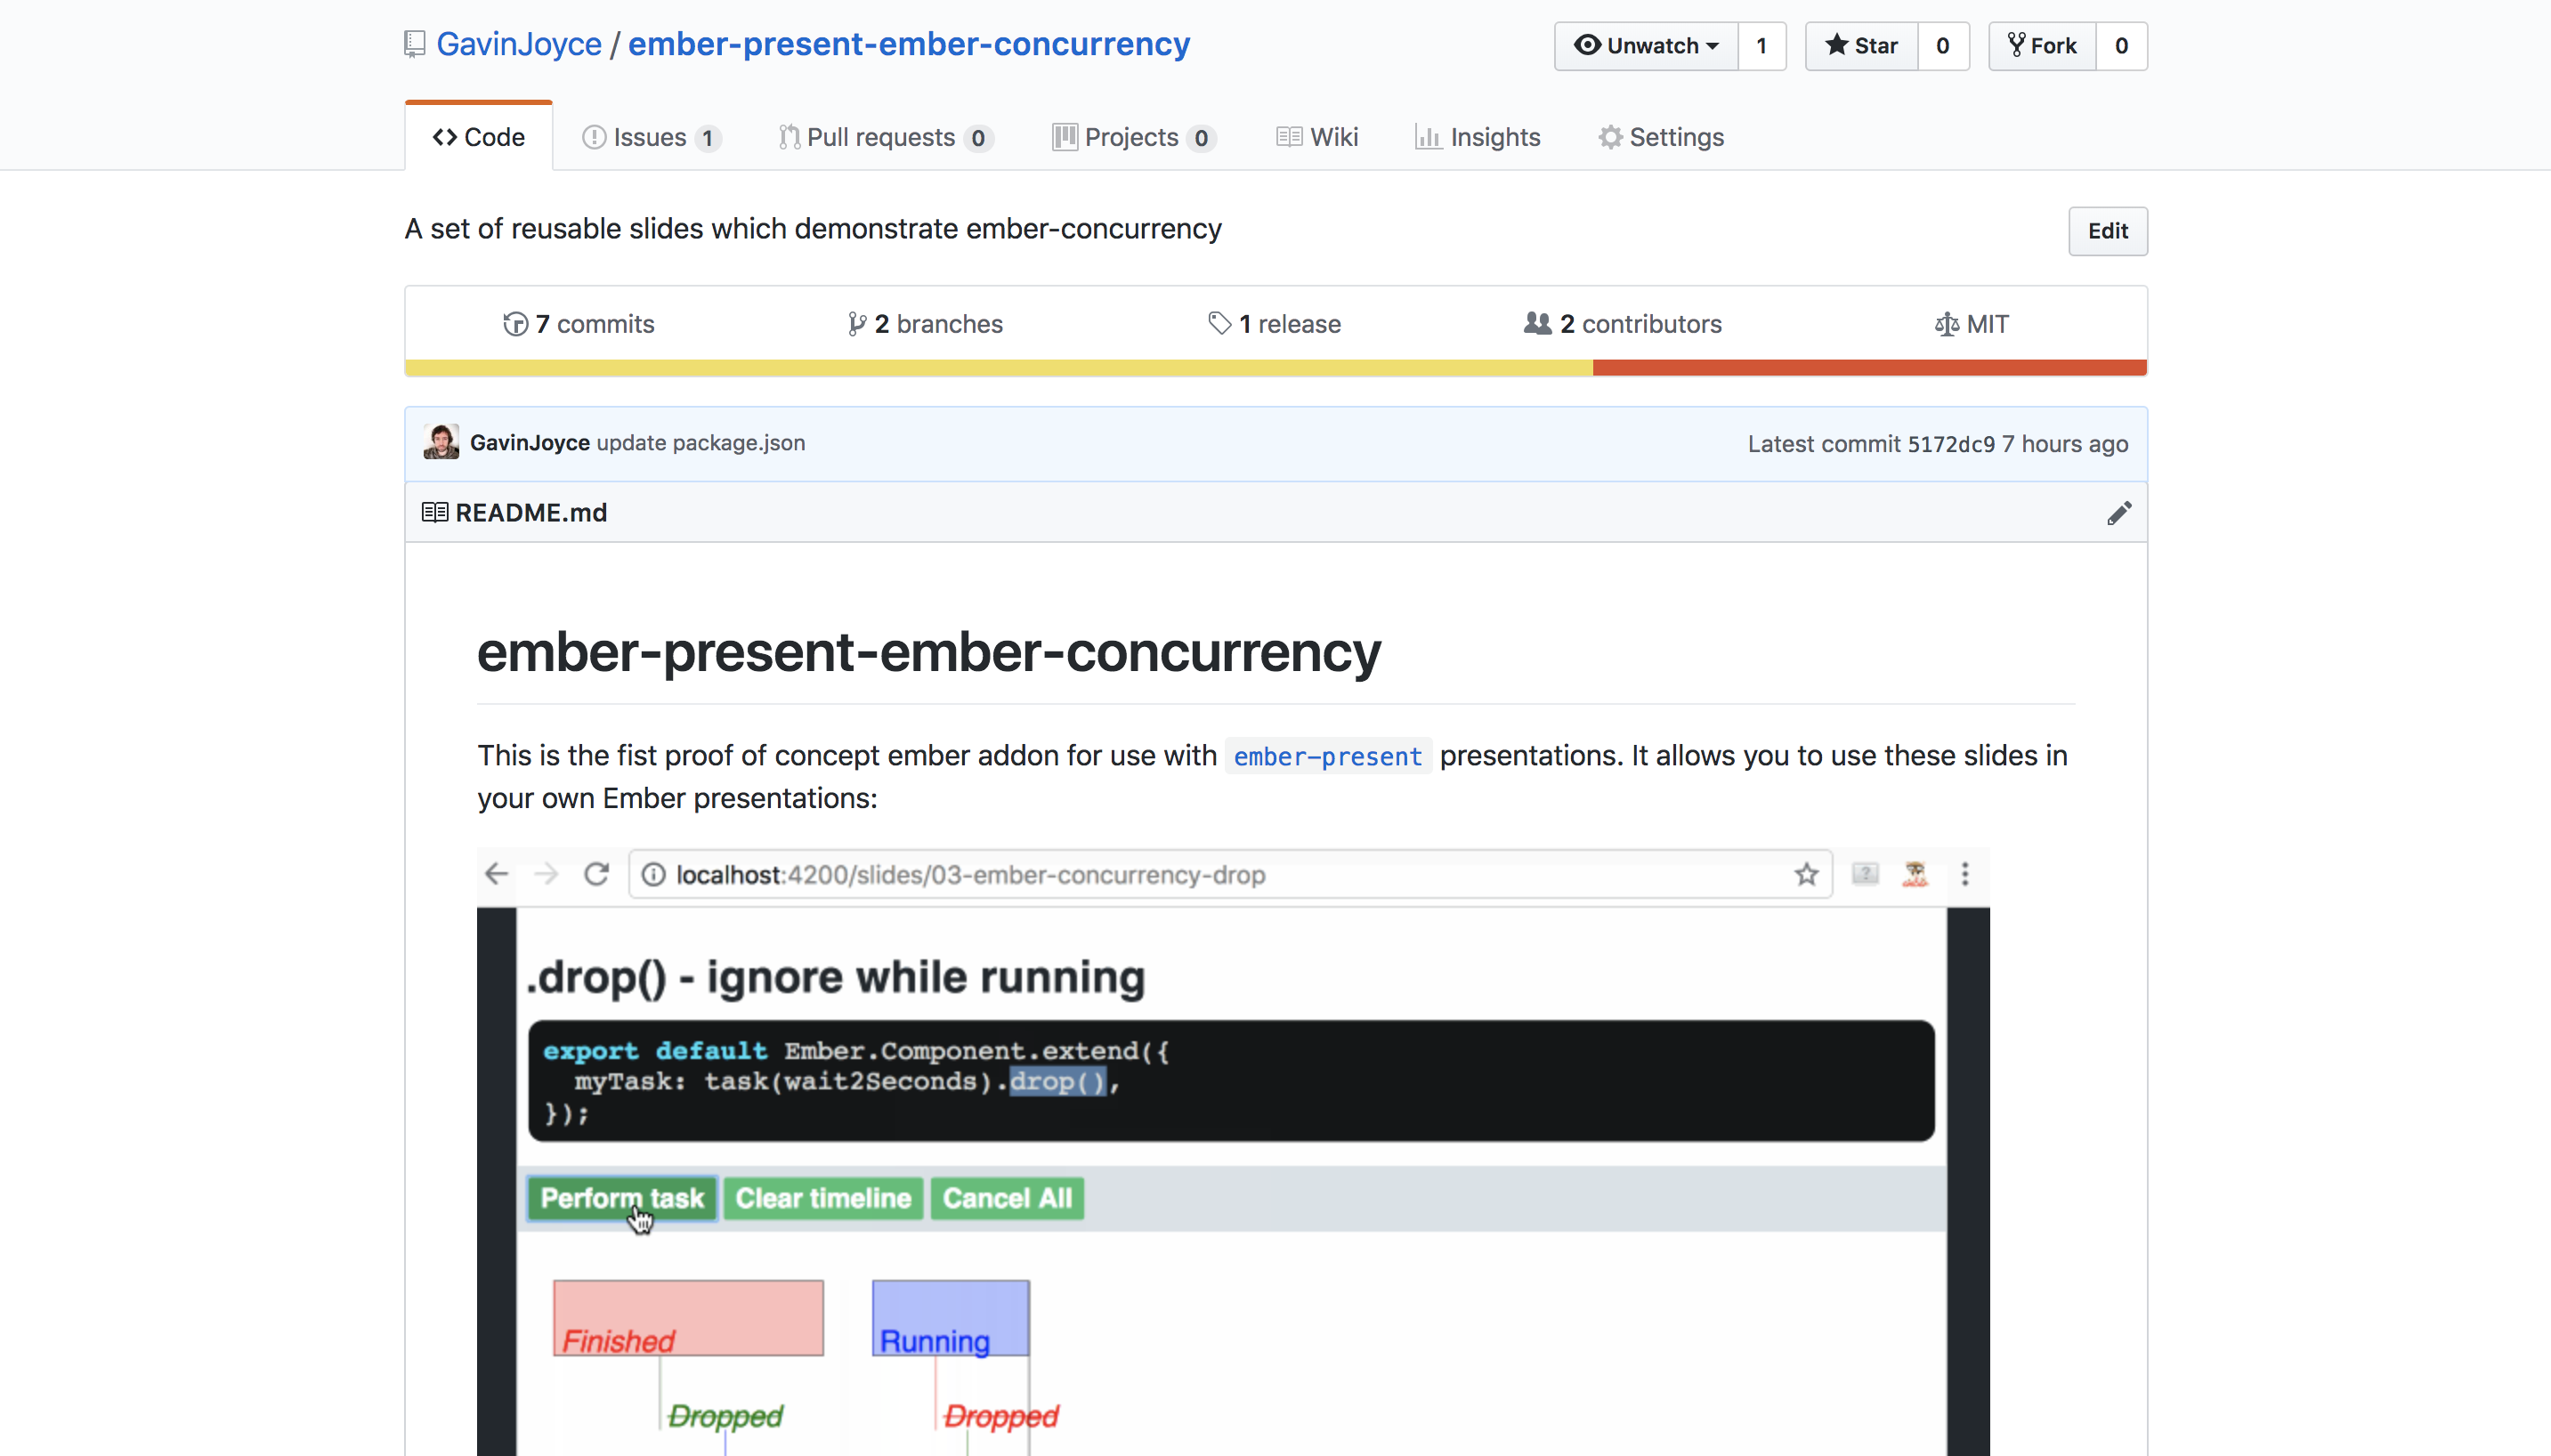 GavinJoyce / ember-present-ember-concurrency
Unwatch 1 Star 0 Fork 0
Code Issues 1 Pull requests 0 Projects 0 Wiki Insights Settings
A set of reusable slides which demonstrate ember-concurrency Edit
7 commits 2 branches 1 release 2 contributors MIT
GavinJoyce update package.json Latest commit 5172dc9 7 hours ago
README.md
ember-present-ember-concurrency
This is the fist proof of concept ember addon for use with ember-present presentations. It allows you to use these slides in
your own Ember presentations:
localhost:4200/slides/03-ember-concurrency-drop ?
.drop() - ignore while running
export default Ember.Component.extend({
myTask: task(wait2Seconds).drop(),
});
Perform task Clear timeline Cancel All
Finished Running
Dropped Dropped